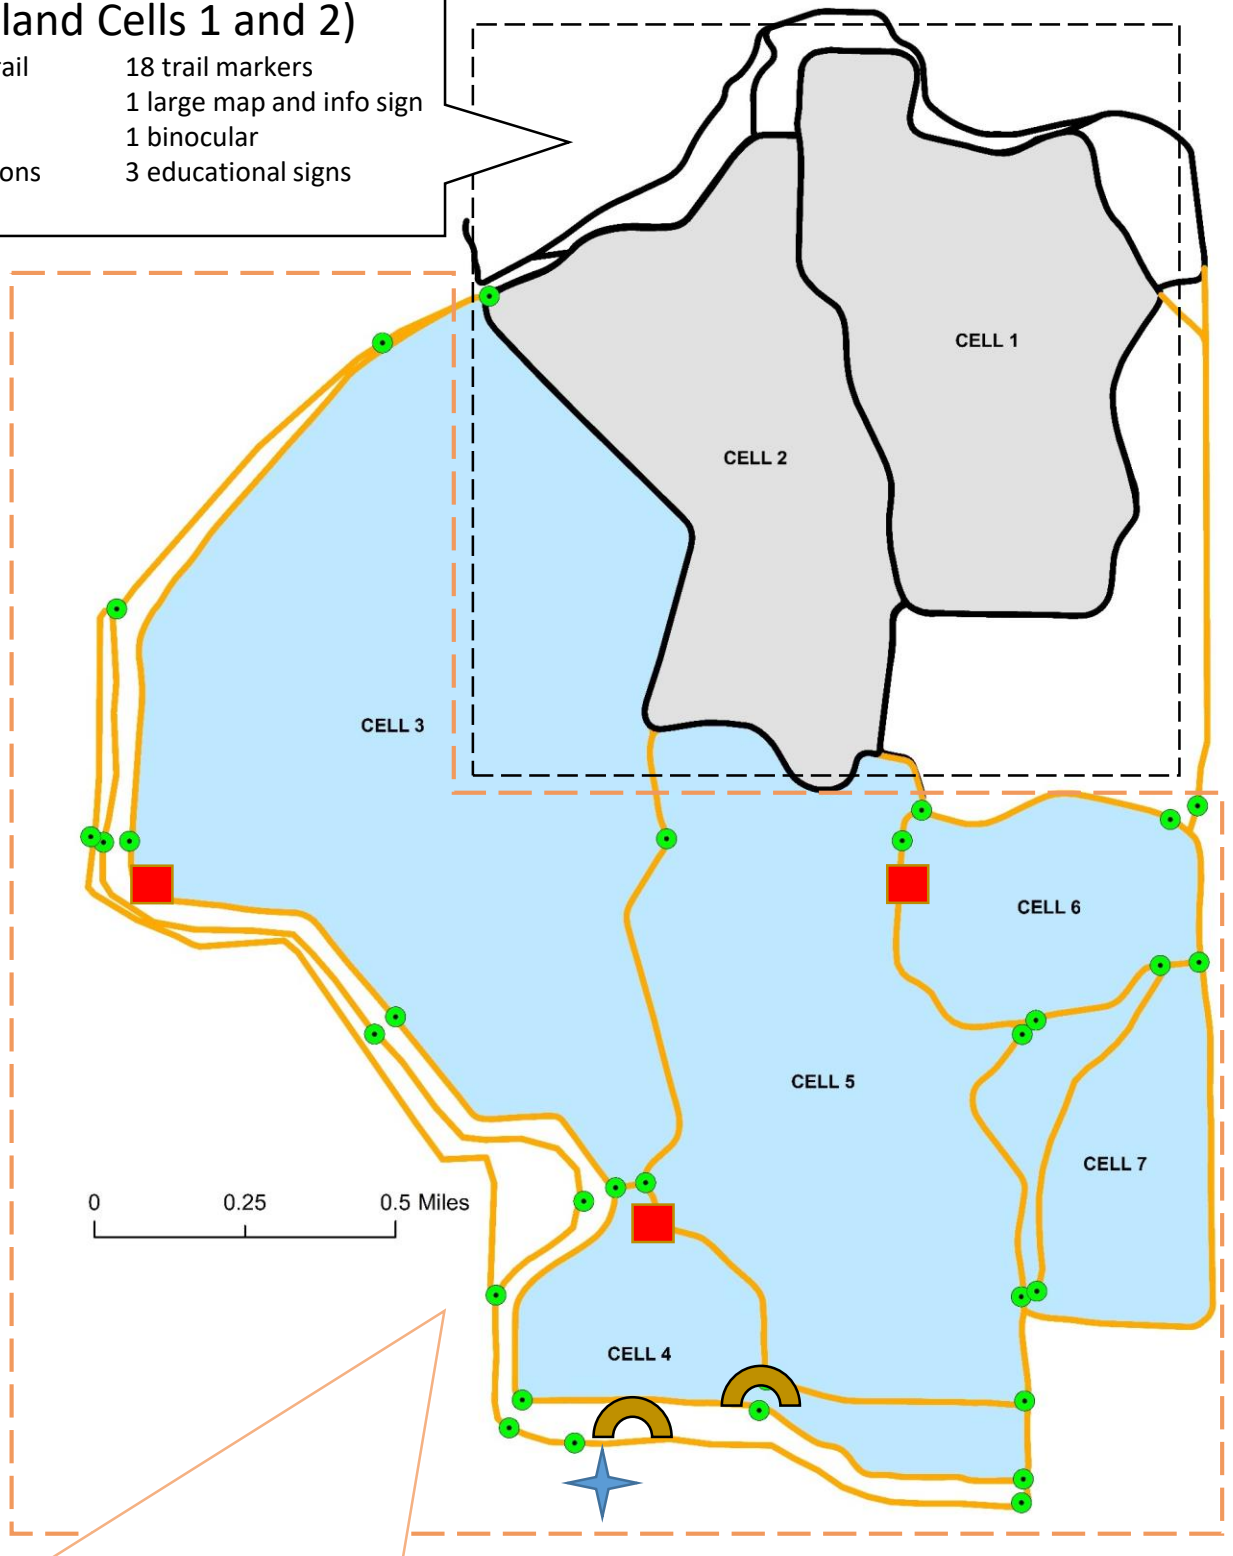 land Cells 1 and 2)
18 trail markers
1 large map and info sign
1 binocular
3 educational signs
CELL 1
CELL 2
CELL 3
CELL 6
CELL 5
CELL 7
0 0.25 0.5 Miles
CELL 4